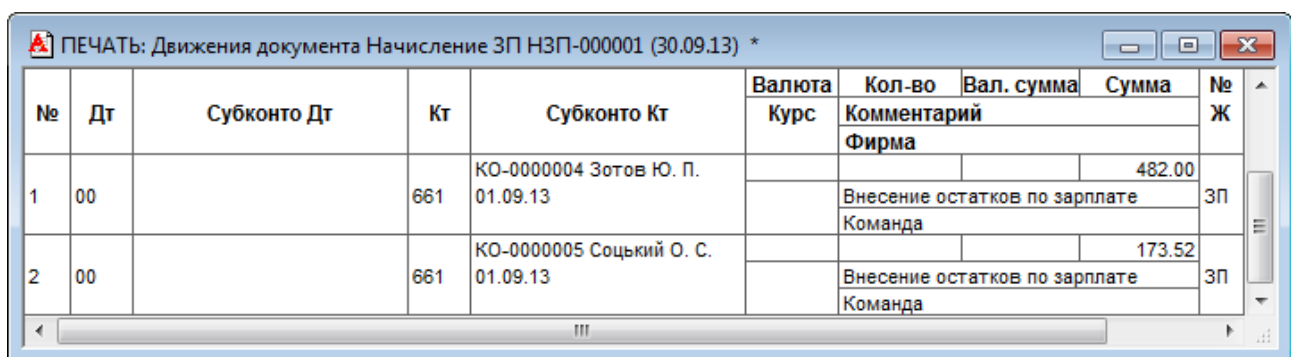 ПЕЧАТЬ: Движения документа Начисление ЗП НЗП-000001 (30.09.13) *
№ Дт Субконто Дт Кт Субконто Кт Валюта Кол-во Вал. сумма Сумма №
Курс Комментарий Ж
Фирма
КО-0000004 Зотов Ю. П. 482.00
1 00 661 01.09.13 Внесение остатков по зарплате ЗП
Команда
КО-0000005 Соцький О. С. 173.52
2 00 661 01.09.13 Внесение остатков по зарплате ЗП
Команда